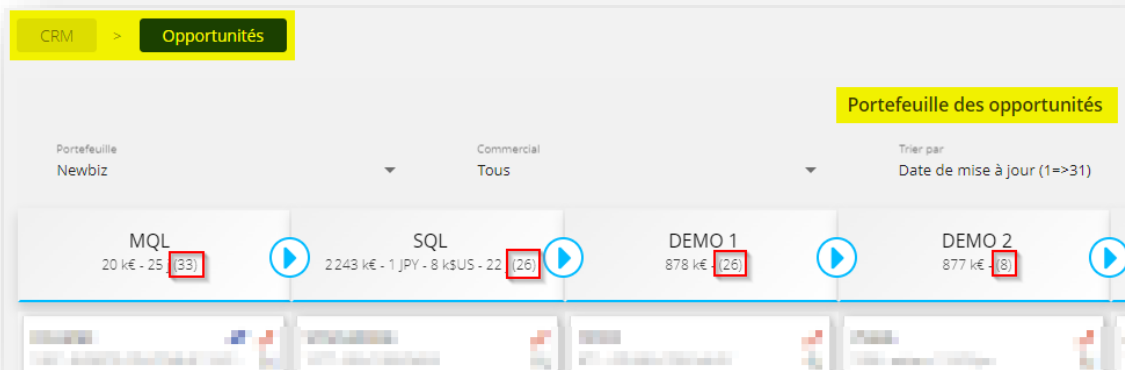 CRM > Opportunités
Portefeuille des opportunités
Portefeuille
Newbiz
Commercial
Tous
Trier par
Date de mise à jour (1=>31)
MQL
20 k€ - 25 j (33)
SQL
2 243 k€ - 1 JPY - 8 k$US - 22 j (26)
DEMO 1
878 k€ - (26)
DEMO 2
877 k€ - (8)